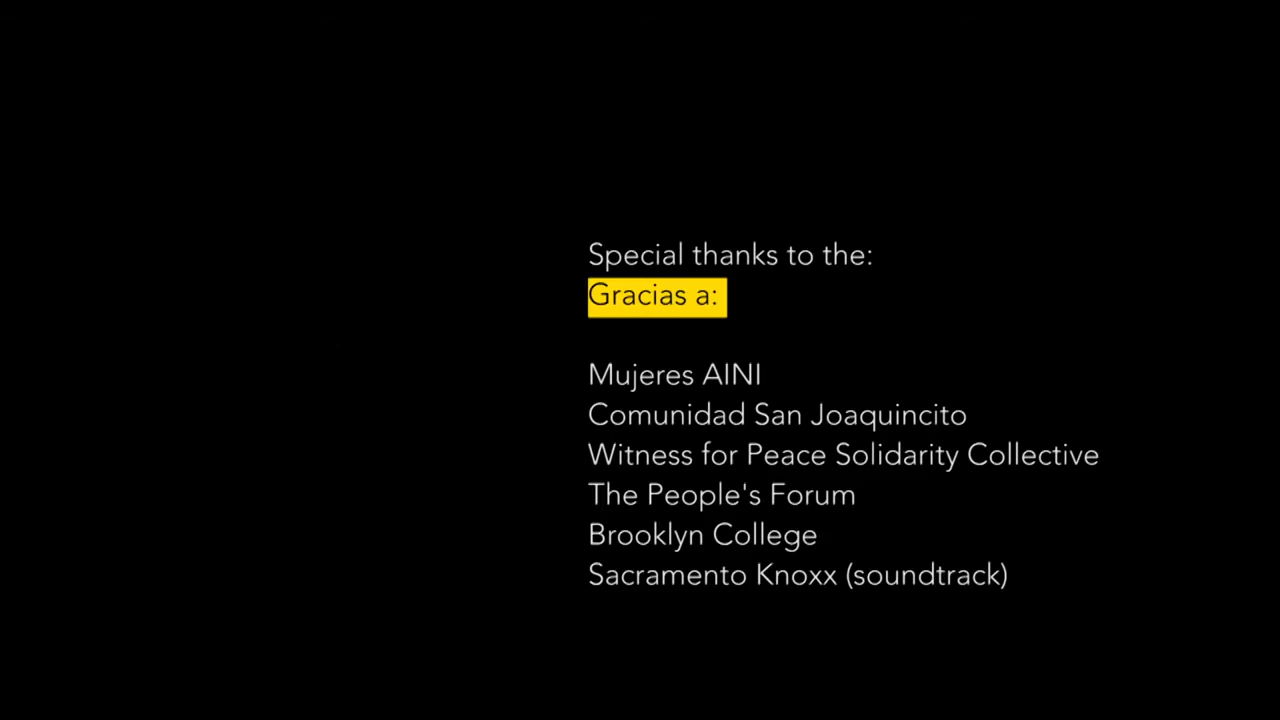 Special thanks to the:
Gracias a:
Mujeres AINI
Comunidad San Joaquincito
Witness for Peace Solidarity Collective
The People's Forum
Brooklyn College
Sacramento Knoxx (soundtrack)